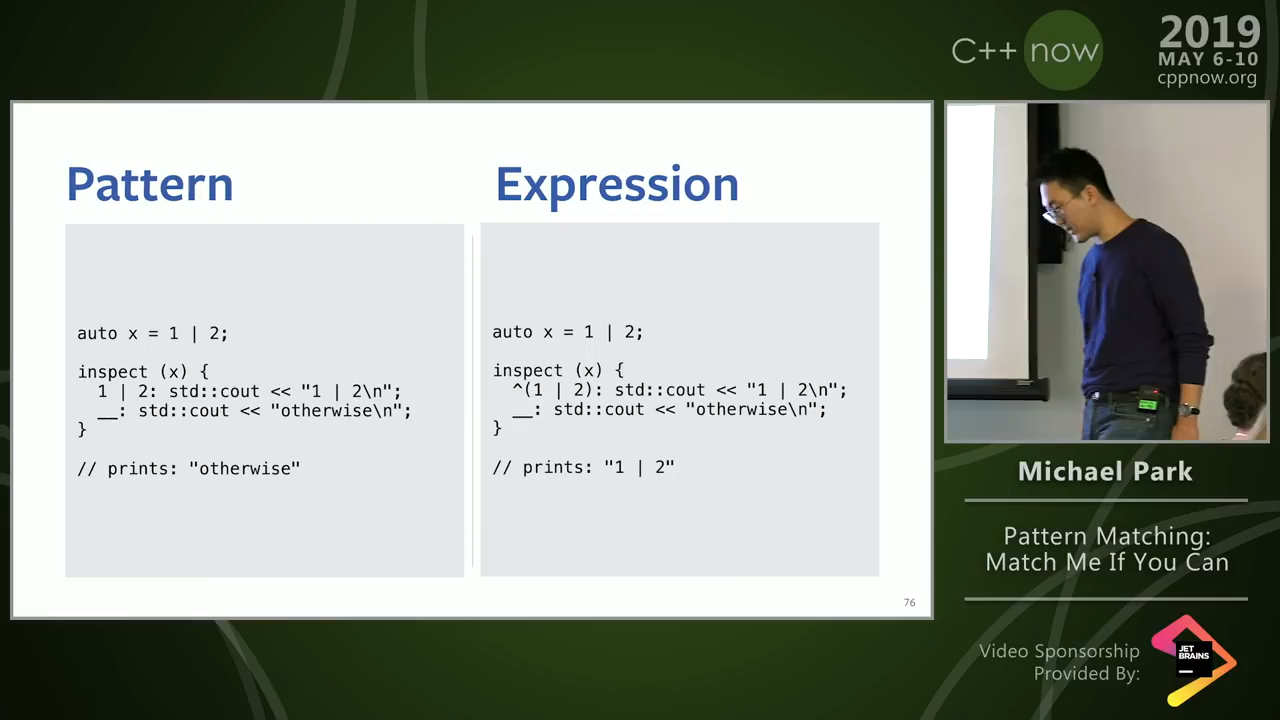 C++ now
2019
MAY 6-10
cppnow.org
Pattern
Expression
auto x = 1 | 2;
inspect (x) {
  1 | 2: std::cout << "1 | 2\n";
  __: std::cout << "otherwise\n";
}
// prints: "otherwise"
auto x = 1 | 2;
inspect (x) {
  ^(1 | 2): std::cout << "1 | 2\n";
  __: std::cout << "otherwise\n";
}
// prints: "1 | 2"
76
Michael Park
Pattern Matching:
Match Me If You Can
Video Sponsorship
Provided By:
JET
BRAINS